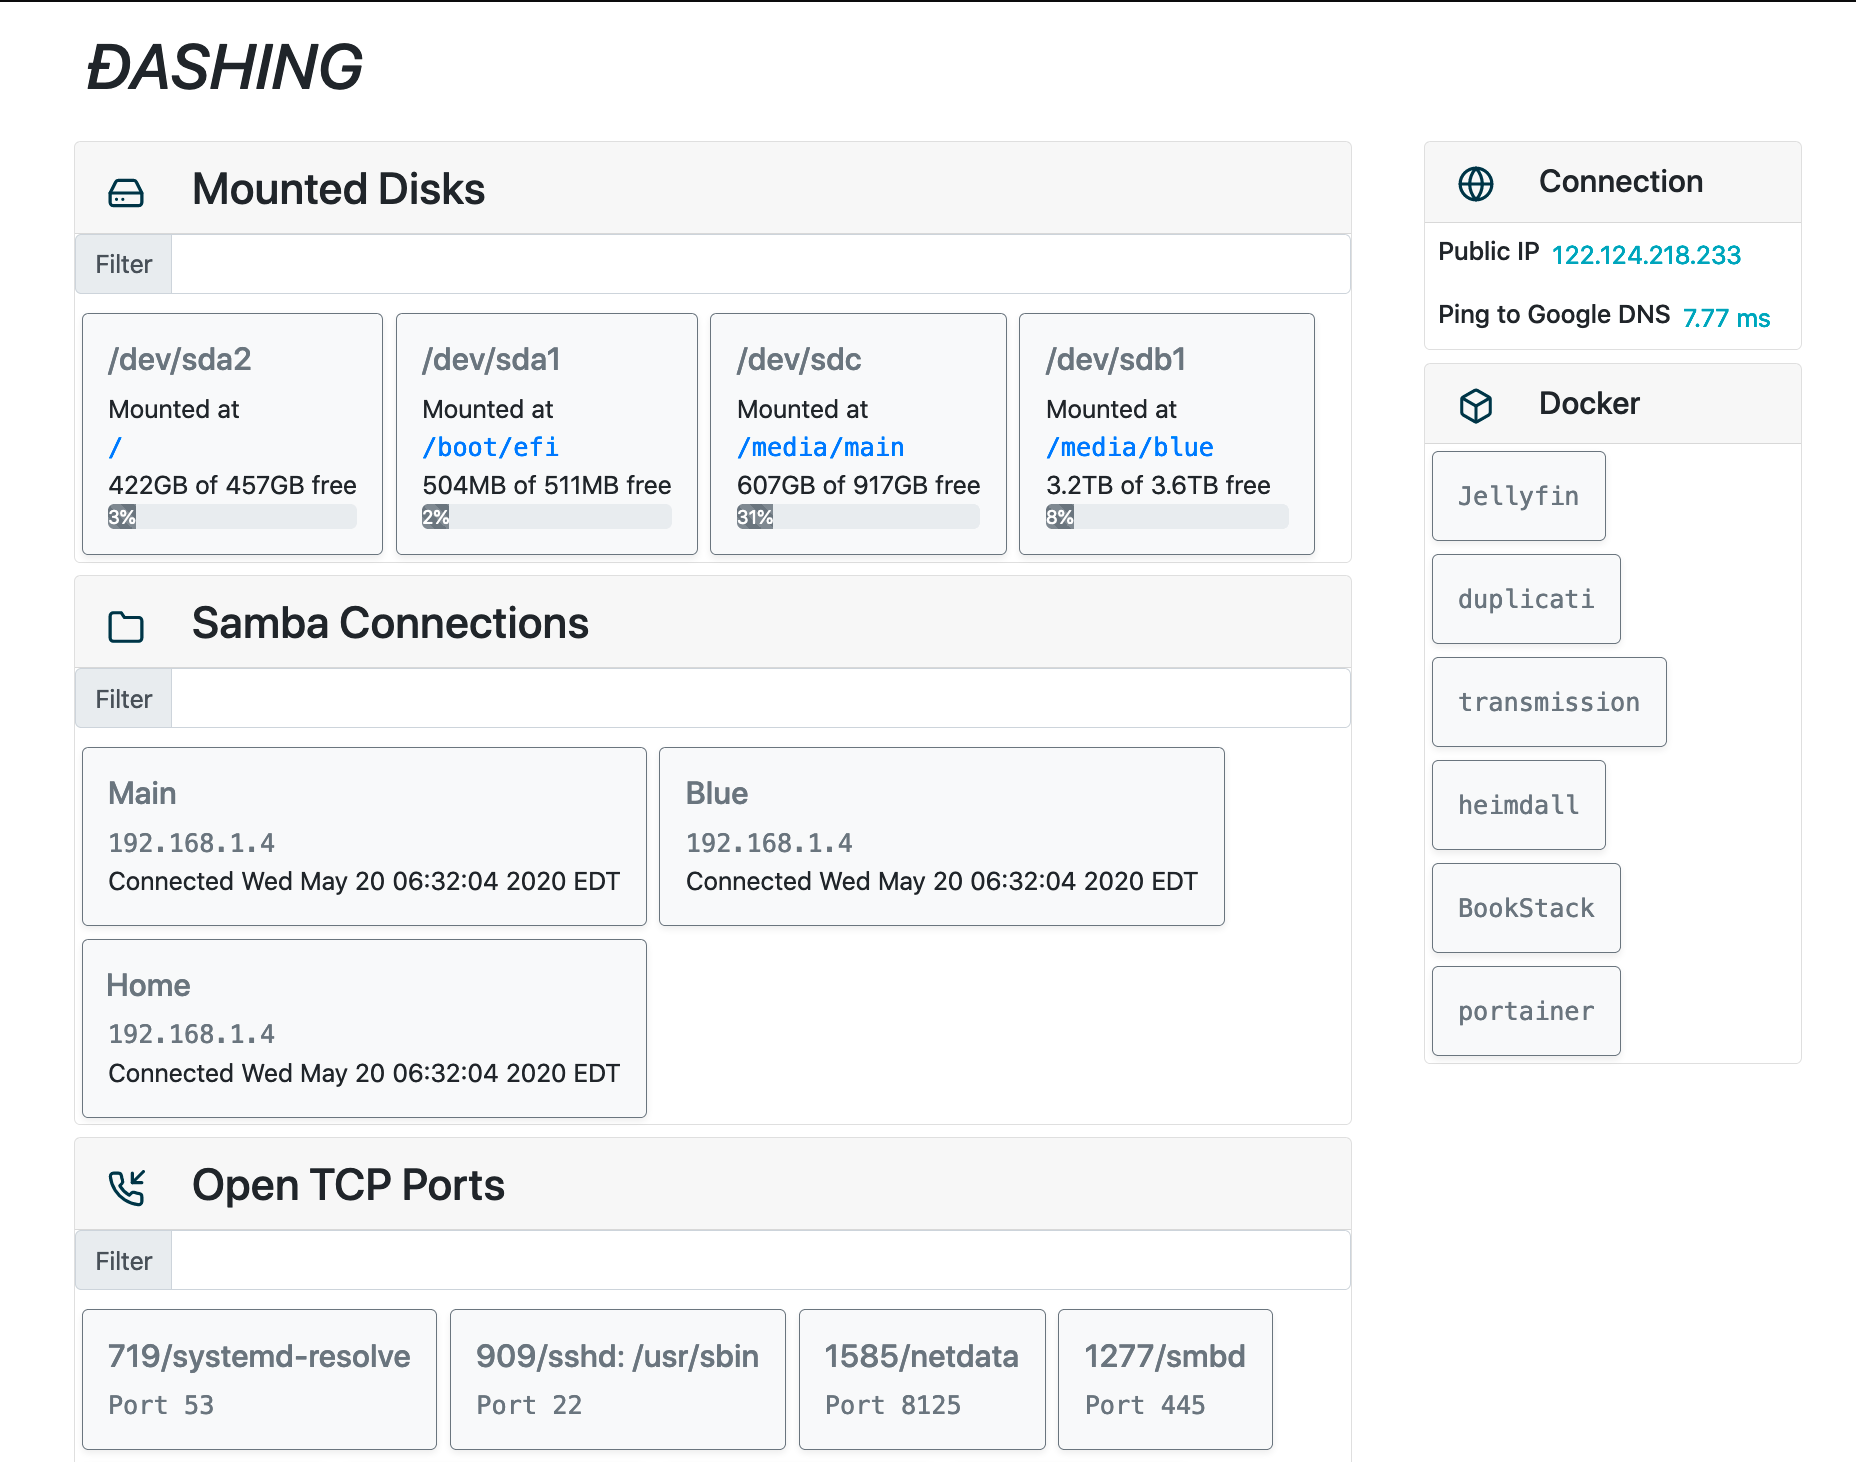 ĐASHING
Mounted Disks
Filter
/dev/sda2
Mounted at
/
422GB of 457GB free
3%
/dev/sda1
Mounted at
/boot/efi
504MB of 511MB free
2%
/dev/sdc
Mounted at
/media/main
607GB of 917GB free
31%
/dev/sdb1
Mounted at
/media/blue
3.2TB of 3.6TB free
8%
Samba Connections
Filter
Main
192.168.1.4
Connected Wed May 20 06:32:04 2020 EDT
Blue
192.168.1.4
Connected Wed May 20 06:32:04 2020 EDT
Home
192.168.1.4
Connected Wed May 20 06:32:04 2020 EDT
Open TCP Ports
Filter
719/systemd-resolve
Port 53
909/sshd: /usr/sbin
Port 22
1585/netdata
Port 8125
1277/smbd
Port 445
Connection
Public IP 122.124.218.233
Ping to Google DNS 7.77 ms
Docker
Jellyfin
duplicati
transmission
heimdall
BookStack
portainer